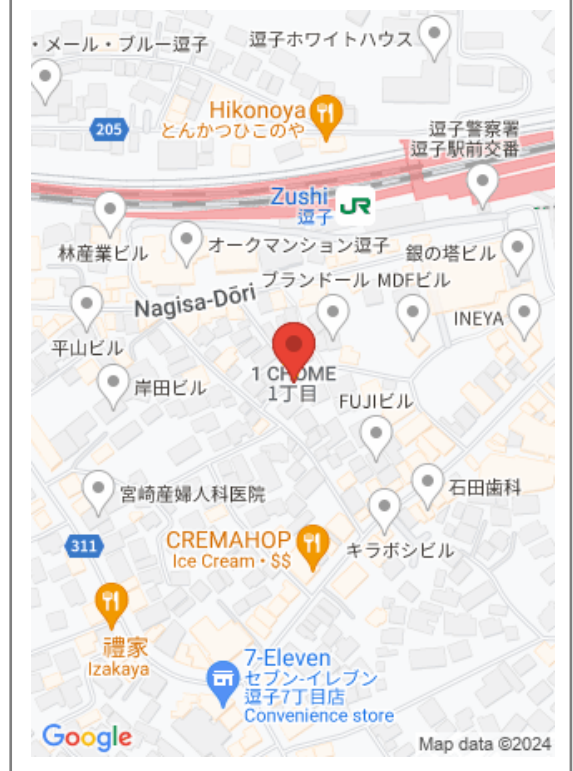 ・メール・ブルー逗子
逗子ホワイトハウス
Hikonoya
とんかつひこのや
205
逗子警察署
逗子駅前交番
Zushi
逗子
JR
林産業ビル
オークマンション逗子
銀の塔ビル
ブランドール MDFビル
Nagisa-Dōri
INEYA
平山ビル
1 CHOME
1丁目
岸田ビル
FUJIビル
宮崎産婦人科医院
石田歯科
311
CREMAHOP
Ice Cream・$$
キラボシビル
禮家
Izakaya
7-Eleven
セブン-イレブン
逗子7丁目店
Convenience store
Google
Map data ©2024